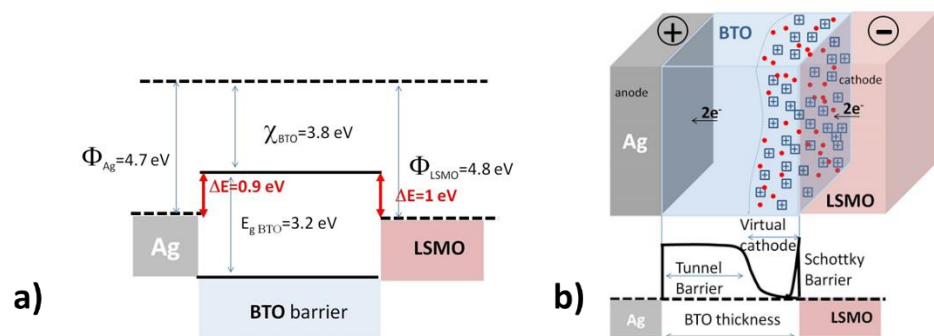 a)
Φ_Ag=4.7 eV
χ_BTO=3.8 eV
Φ_LSMO=4.8 eV
ΔE=0.9 eV
ΔE=1 eV
E_g BTO=3.2 eV
Ag
LSMO
BTO barrier
b)
+
BTO
−
anode
cathode
2e⁻
2e⁻
Ag
LSMO
Virtual
cathode
Tunnel
Barrier
Schottky
Barrier
Ag
BTO thickness
LSMO